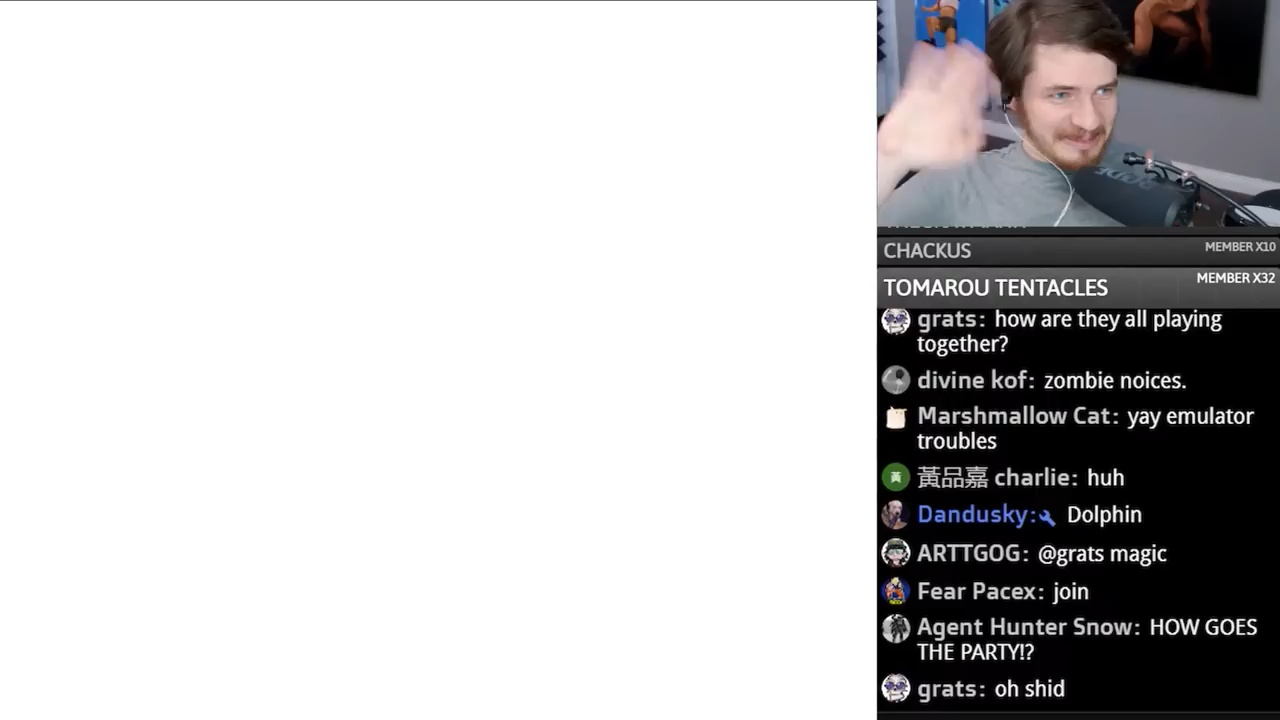 CHACKUS
MEMBER X10
TOMAROU TENTACLES
MEMBER X32
grats: how are they all playing
together?
divine kof: zombie noices.
Marshmallow Cat: yay emulator
troubles
黃品嘉 charlie: huh
Dandusky: Dolphin
ARTTGOG: @grats magic
Fear Pacex: join
Agent Hunter Snow: HOW GOES
THE PARTY!?
grats: oh shid